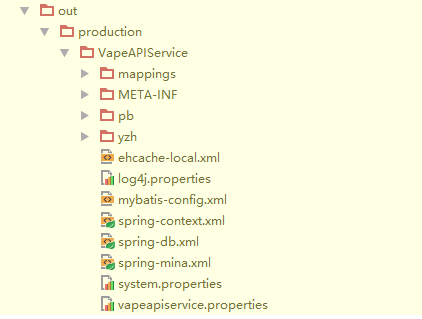 out
production
VapeAPIService
mappings
META-INF
pb
yzh
ehcache-local.xml
log4j.properties
mybatis-config.xml
spring-context.xml
spring-db.xml
spring-mina.xml
system.properties
vapeapiservice.properties